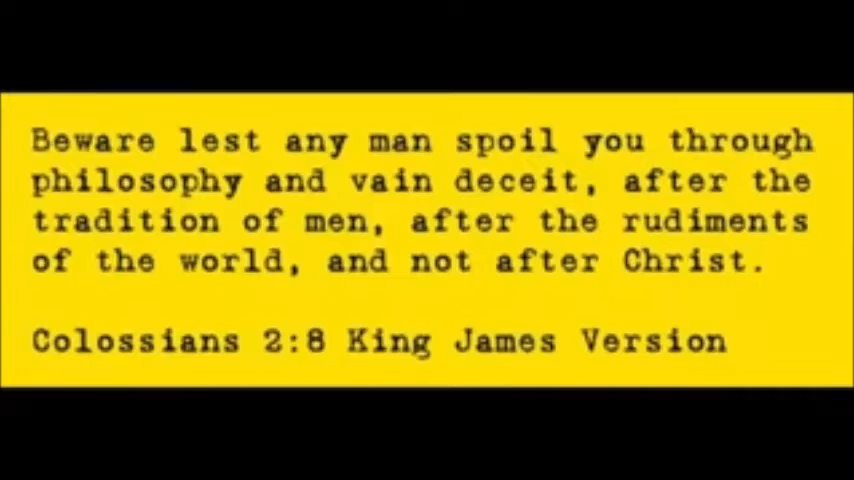 Beware lest any man spoil you through
philosophy and vain deceit, after the
tradition of men, after the rudiments
of the world, and not after Christ.
Colossians 2:8 King James Version